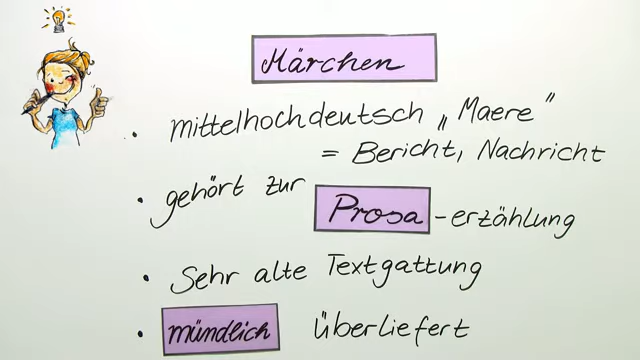 Märchen
• mittelhochdeutsch „Maere"
= Bericht, Nachricht
• gehört zur
Prosa-erzählung
• Sehr alte Textgattung
• mündlich überliefert